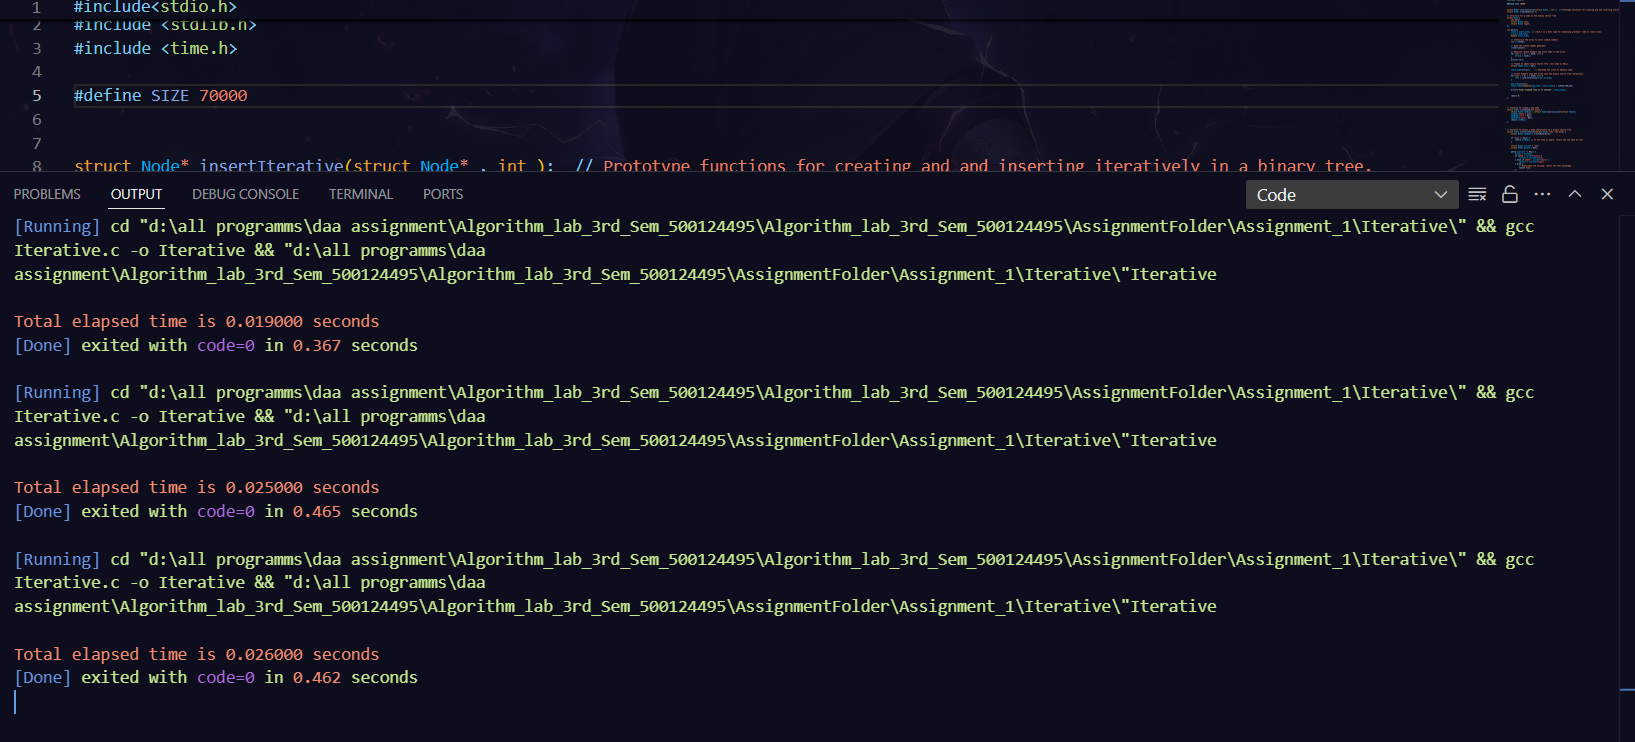 1 #include<stdio.h>
2 #include <stdlib.h>
3 #include <time.h>
4
5 #define SIZE 70000
6
7
8 struct Node* insertIterative(struct Node* , int ); // Prototype functions for creating and and inserting iteratively in a binary tree.
PROBLEMS OUTPUT DEBUG CONSOLE TERMINAL PORTS Code
[Running] cd "d:\all programms\daa assignment\Algorithm_lab_3rd_Sem_500124495\Algorithm_lab_3rd_Sem_500124495\AssignmentFolder\Assignment_1\Iterative\" && gcc
Iterative.c -o Iterative && "d:\all programms\daa
assignment\Algorithm_lab_3rd_Sem_500124495\Algorithm_lab_3rd_Sem_500124495\AssignmentFolder\Assignment_1\Iterative\"Iterative
Total elapsed time is 0.019000 seconds
[Done] exited with code=0 in 0.367 seconds
[Running] cd "d:\all programms\daa assignment\Algorithm_lab_3rd_Sem_500124495\Algorithm_lab_3rd_Sem_500124495\AssignmentFolder\Assignment_1\Iterative\" && gcc
Iterative.c -o Iterative && "d:\all programms\daa
assignment\Algorithm_lab_3rd_Sem_500124495\Algorithm_lab_3rd_Sem_500124495\AssignmentFolder\Assignment_1\Iterative\"Iterative
Total elapsed time is 0.025000 seconds
[Done] exited with code=0 in 0.465 seconds
[Running] cd "d:\all programms\daa assignment\Algorithm_lab_3rd_Sem_500124495\Algorithm_lab_3rd_Sem_500124495\AssignmentFolder\Assignment_1\Iterative\" && gcc
Iterative.c -o Iterative && "d:\all programms\daa
assignment\Algorithm_lab_3rd_Sem_500124495\Algorithm_lab_3rd_Sem_500124495\AssignmentFolder\Assignment_1\Iterative\"Iterative
Total elapsed time is 0.026000 seconds
[Done] exited with code=0 in 0.462 seconds